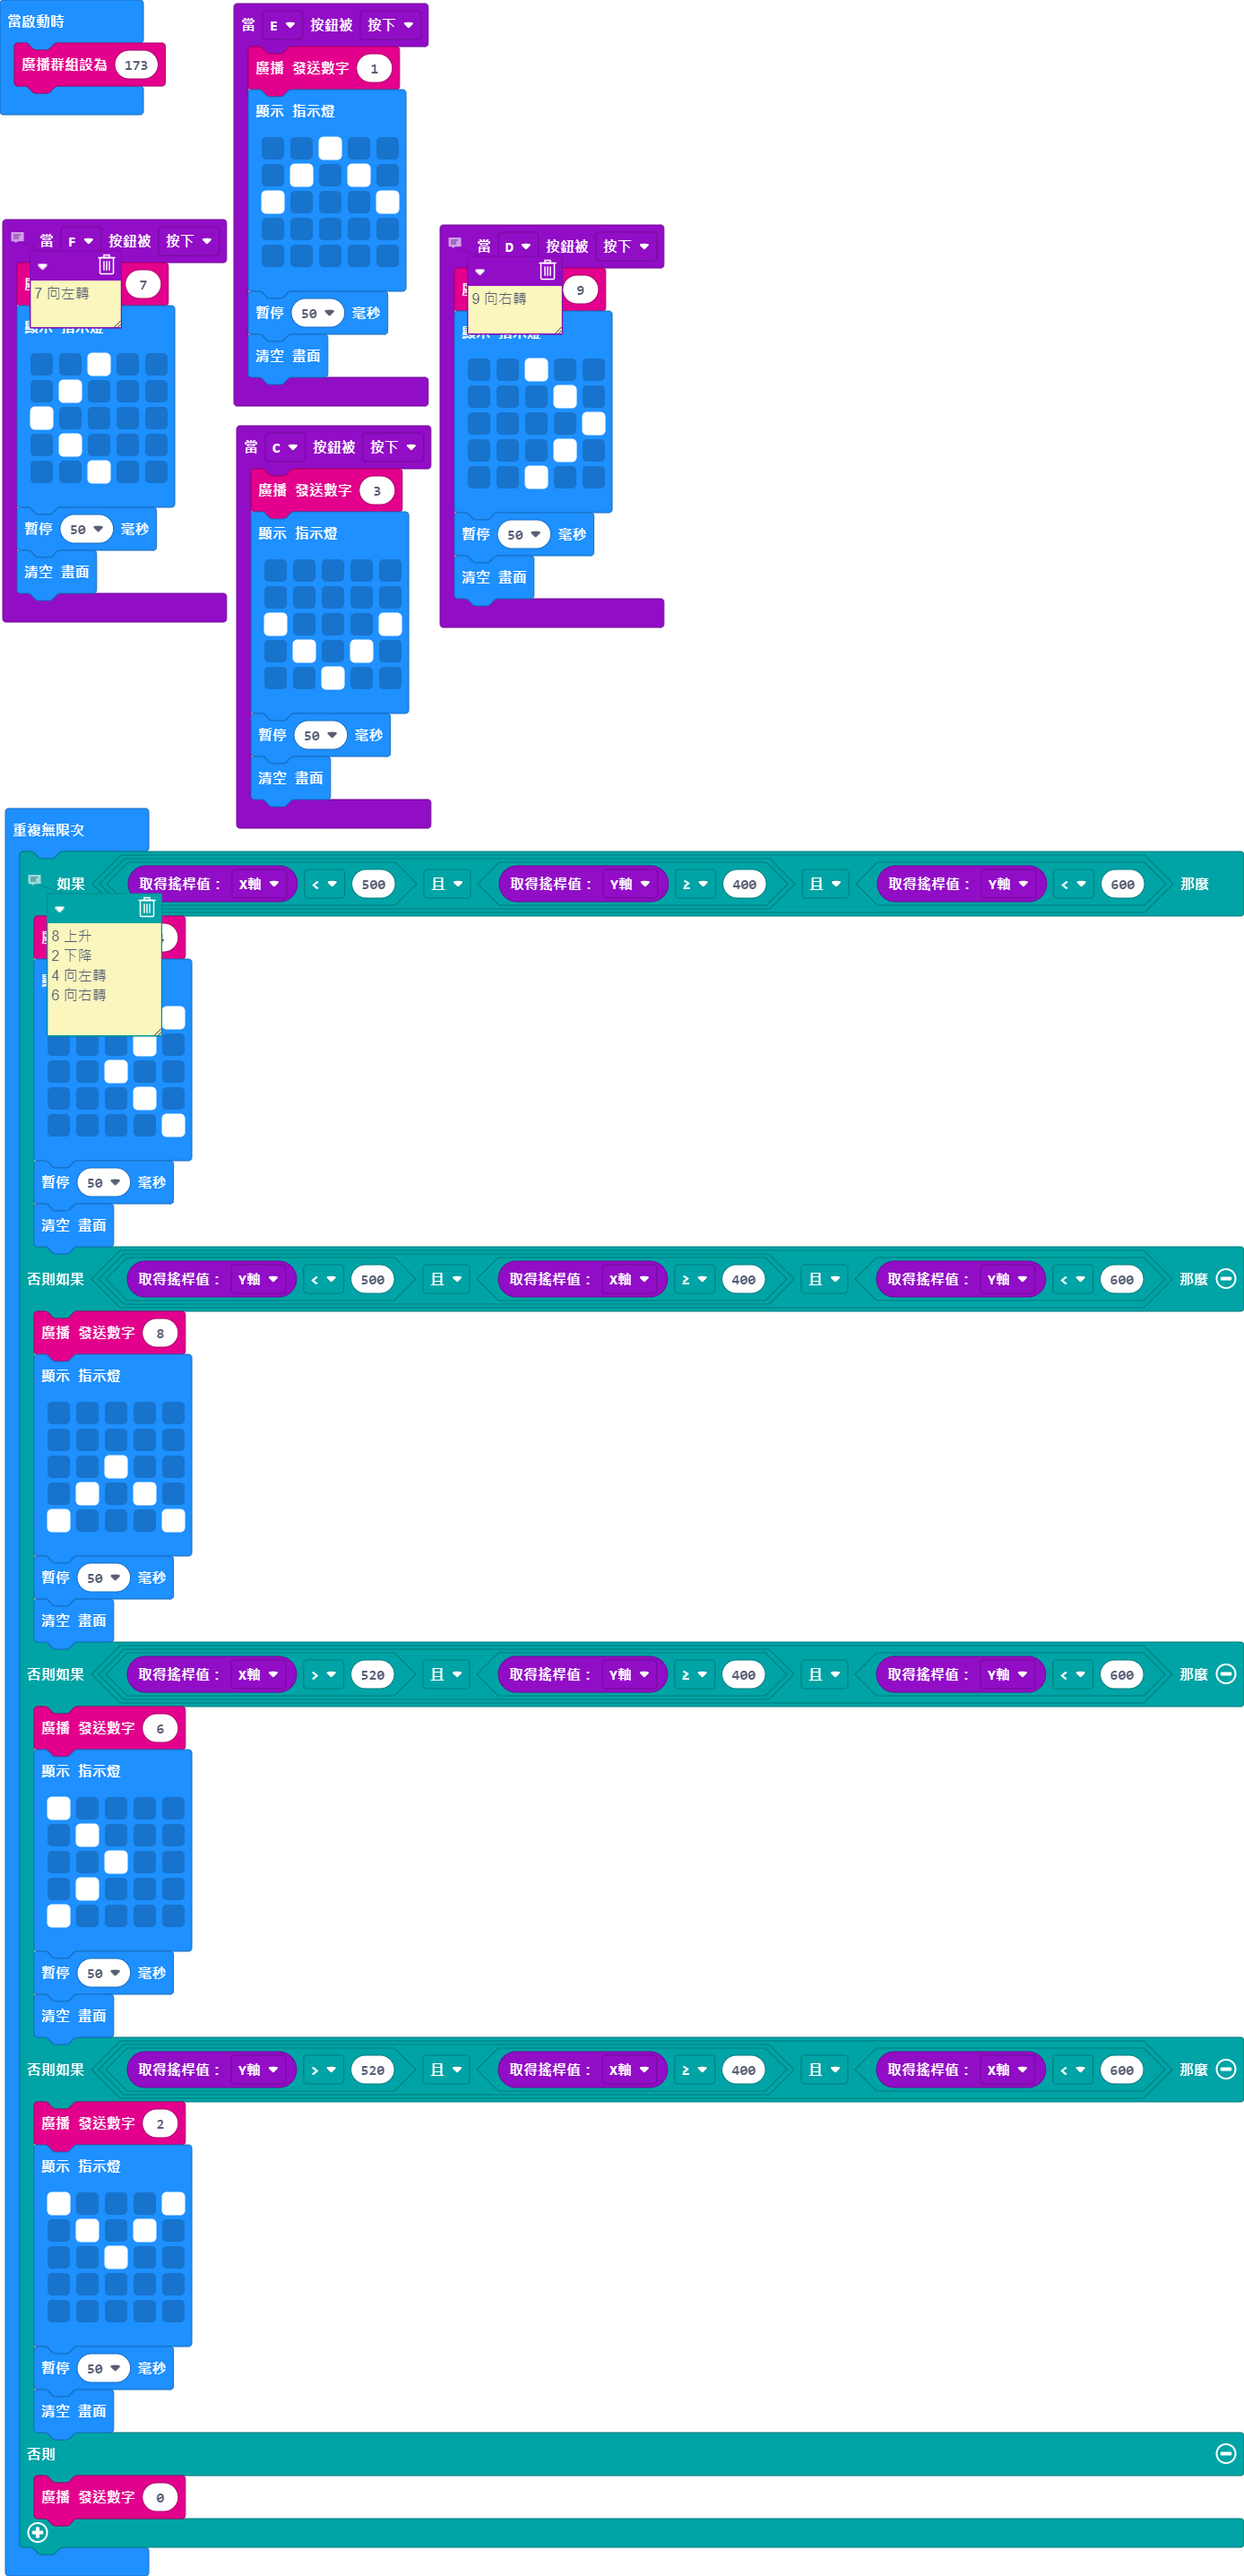 當啟動時
廣播群組設為 173
當 E 按鈕被 按下
廣播 發送數字 1
顯示 指示燈
暫停 50 毫秒
清空 畫面
當 F 按鈕被 按下
7
7 向左轉
顯示 指示燈
暫停 50 毫秒
清空 畫面
當 D 按鈕被 按下
9
9 向右轉
顯示 指示燈
暫停 50 毫秒
清空 畫面
當 C 按鈕被 按下
廣播 發送數字 3
顯示 指示燈
暫停 50 毫秒
清空 畫面
重複無限次
如果 取得搖桿值: X軸 < 500 且 取得搖桿值: Y軸 ≥ 400 且 取得搖桿值: Y軸 < 600 那麼
8 上升
2 下降
4 向左轉
6 向右轉
暫停 50 毫秒
清空 畫面
否則如果 取得搖桿值: Y軸 < 500 且 取得搖桿值: X軸 ≥ 400 且 取得搖桿值: Y軸 < 600 那麼
廣播 發送數字 8
顯示 指示燈
暫停 50 毫秒
清空 畫面
否則如果 取得搖桿值: X軸 > 520 且 取得搖桿值: Y軸 ≥ 400 且 取得搖桿值: Y軸 < 600 那麼
廣播 發送數字 6
顯示 指示燈
暫停 50 毫秒
清空 畫面
否則如果 取得搖桿值: Y軸 > 520 且 取得搖桿值: X軸 ≥ 400 且 取得搖桿值: X軸 < 600 那麼
廣播 發送數字 2
顯示 指示燈
暫停 50 毫秒
清空 畫面
否則
廣播 發送數字 0